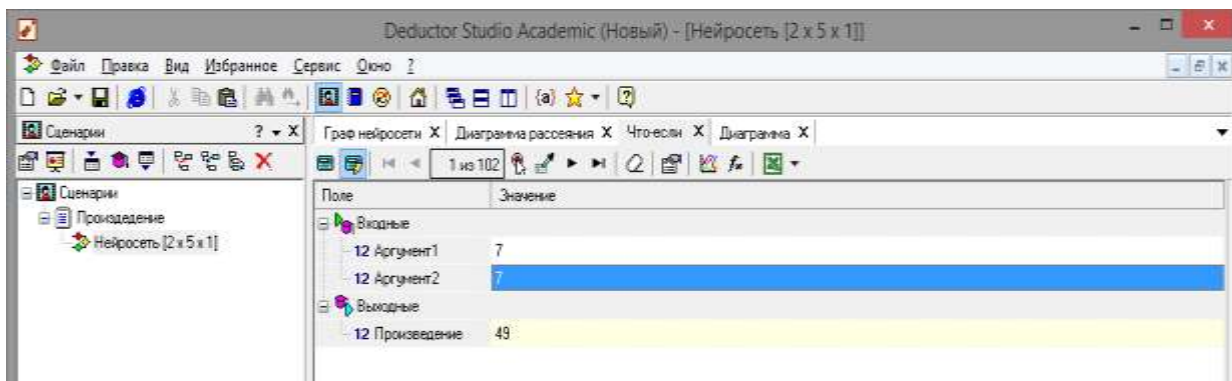 Deductor Studio Academic (Новый) - [Нейросеть [2 x 5 x 1]]
Файл Правка Вид Избранное Сервис Окно ?
Сценарии
Граф нейросети X Диаграмма рассеяния X Что-если X Диаграмма X
1 из 102
Сценарии
Произдедение
Нейросеть [2 x 5 x 1]
Поле Значение
Входные
12 Аргумент1 7
12 Аргумент2 7
Выходные
12 Произведение 49